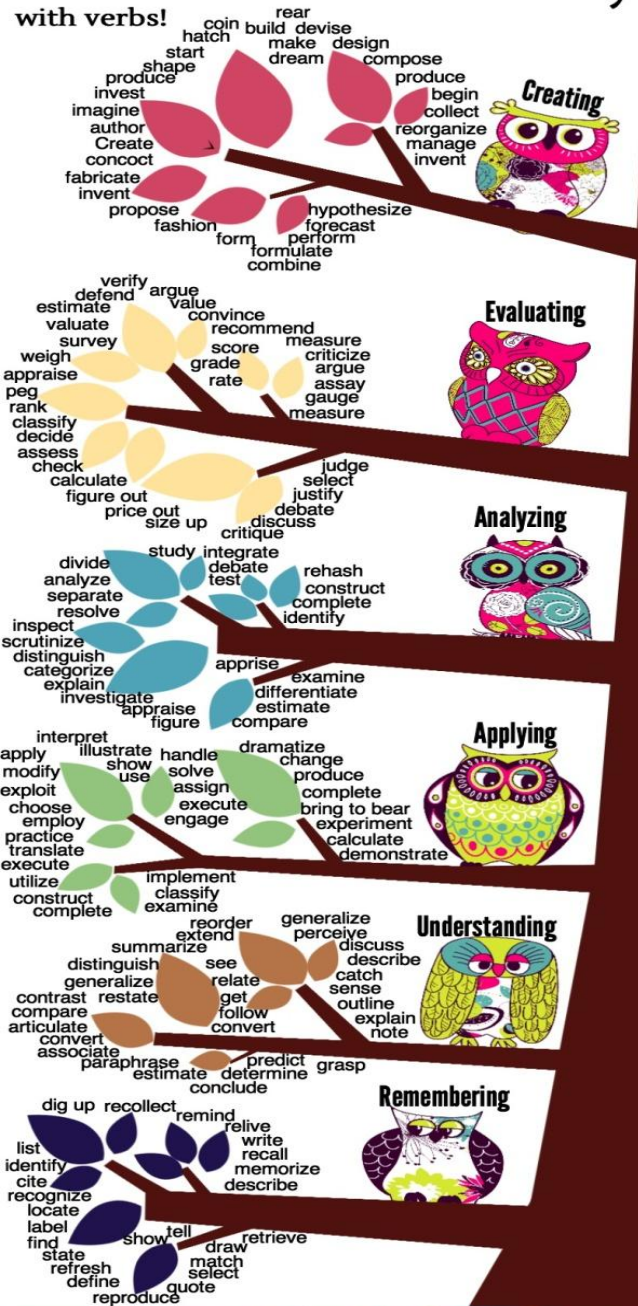 with verbs!
rear
coin build devise
hatch make design
start dream compose
shape
produce produce
invest begin
imagine collect
author reorganize
Create manage
concoct invent
fabricate
invent
propose hypothesize
fashion forecast
form perform
formulate
combine
Creating
verify
defend argue
estimate value
valuate convince
survey recommend
weigh score measure
appraise grade criticize
peg rate argue
rank assay
classify gauge
decide measure
assess
check judge
calculate select
figure out justify
price out debate
size up discuss
critique
Evaluating
study integrate
divide debate
analyze test rehash
separate construct
resolve complete
inspect identify
scrutinize
distinguish apprise
categorize examine
explain differentiate
investigate estimate
appraise compare
figure
Analyzing
interpret
apply illustrate handle dramatize
modify show solve change
exploit use assign produce
choose execute complete
employ engage bring to bear
practice experiment
translate calculate
execute demonstrate
utilize implement
construct classify
complete examine
Applying
reorder generalize
extend perceive
summarize discuss
distinguish see describe
generalize relate catch
contrast restate get sense
compare follow outline
articulate convert explain
convert note
associate
paraphrase predict grasp
estimate determine
conclude
Understanding
dig up recollect
remind
relive
list write
identify recall
cite memorize
recognize describe
locate
label
find show tell retrieve
state draw
refresh match
define select
reproduce quote
Remembering